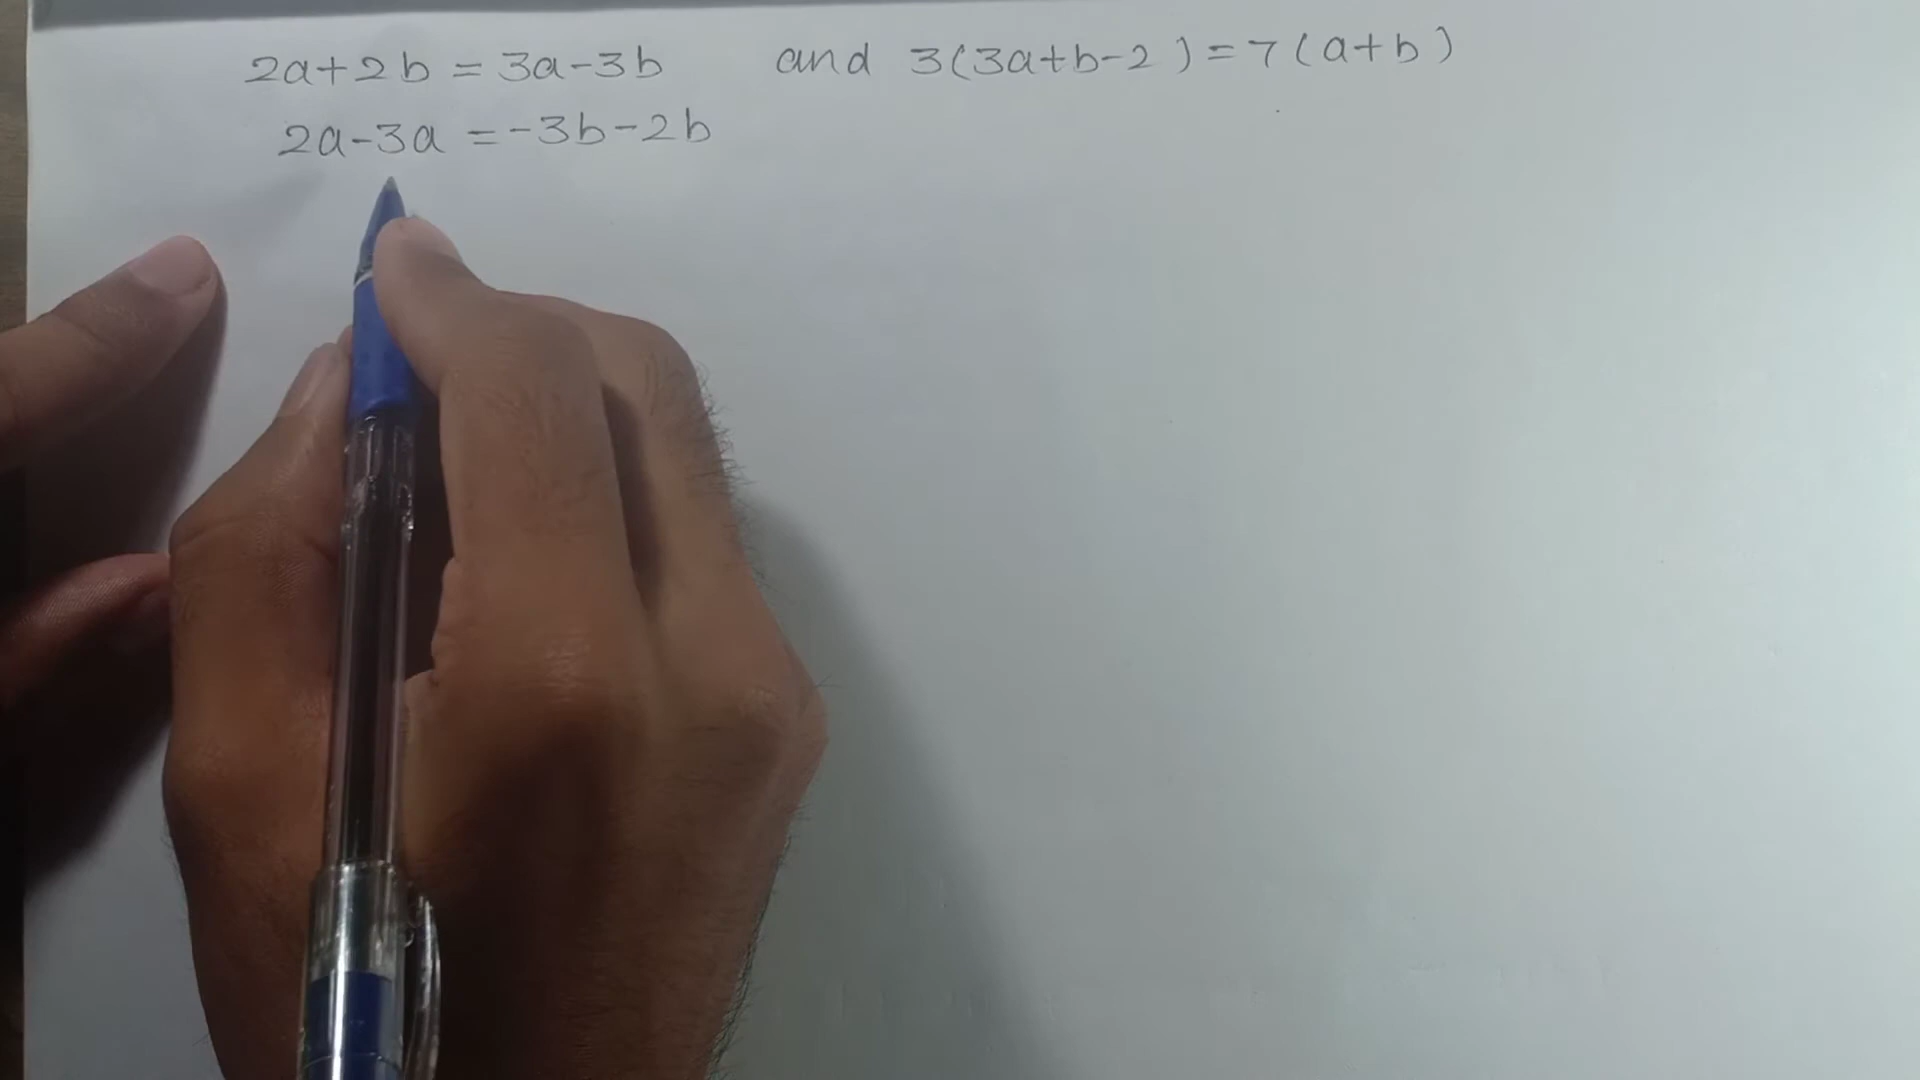 2a+2b = 3a-3b and 3(3a+b-2)=7(a+b)
2a-3a = -3b-2b